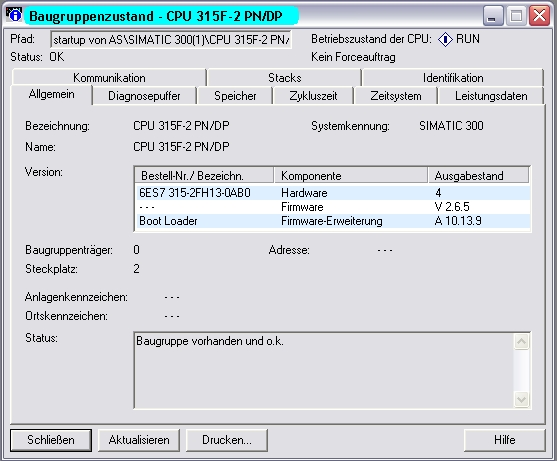 Baugruppenzustand - CPU 315F-2 PN/DP
Pfad: startup von AS\SIMATIC 300(1)\CPU 315F-2 PN/ Betriebszustand der CPU: RUN
Status: OK Kein Forceauftrag
Kommunikation Stacks Identifikation
Allgemein Diagnosepuffer Speicher Zykluszeit Zeitsystem Leistungsdaten
Bezeichnung: CPU 315F-2 PN/DP Systemkennung: SIMATIC 300
Name: CPU 315F-2 PN/DP
Version: Bestell-Nr./ Bezeichn. Komponente Ausgabestand
6ES7 315-2FH13-0AB0 Hardware 4
- - - Firmware V 2.6.5
Boot Loader Firmware-Erweiterung A 10.13.9
Baugruppenträger: 0 Adresse: - - -
Steckplatz: 2
Anlagenkennzeichen: - - -
Ortskennzeichen: - - -
Status: Baugruppe vorhanden und o.k.
Schließen Aktualisieren Drucken... Hilfe